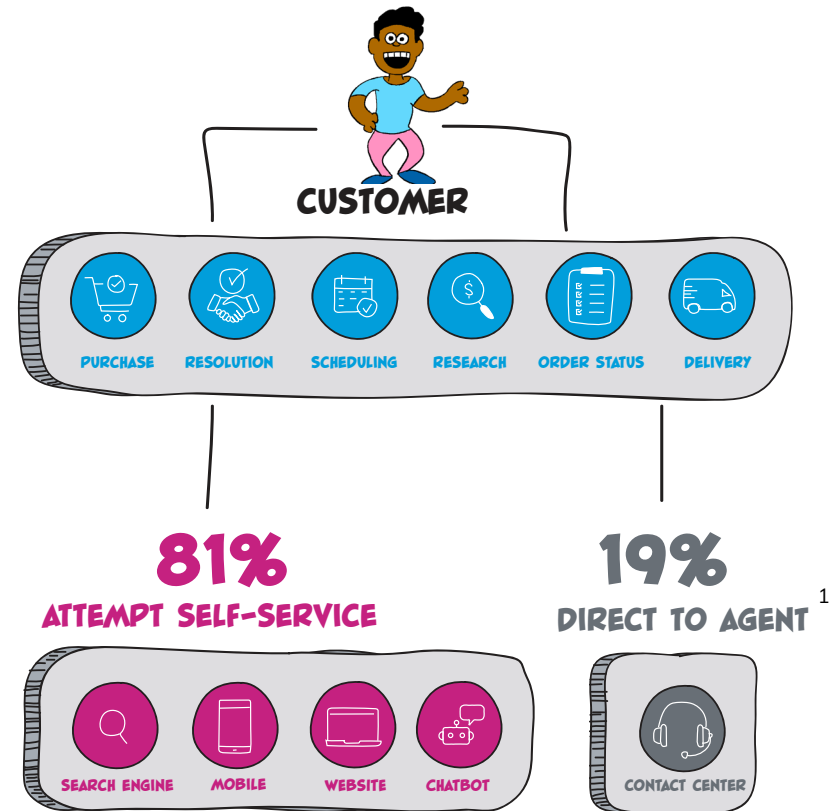 CUSTOMER
PURCHASE RESOLUTION SCHEDULING RESEARCH ORDER STATUS DELIVERY
81% 19%
ATTEMPT SELF-SERVICE DIRECT TO AGENT 1
SEARCH ENGINE MOBILE WEBSITE CHATBOT CONTACT CENTER